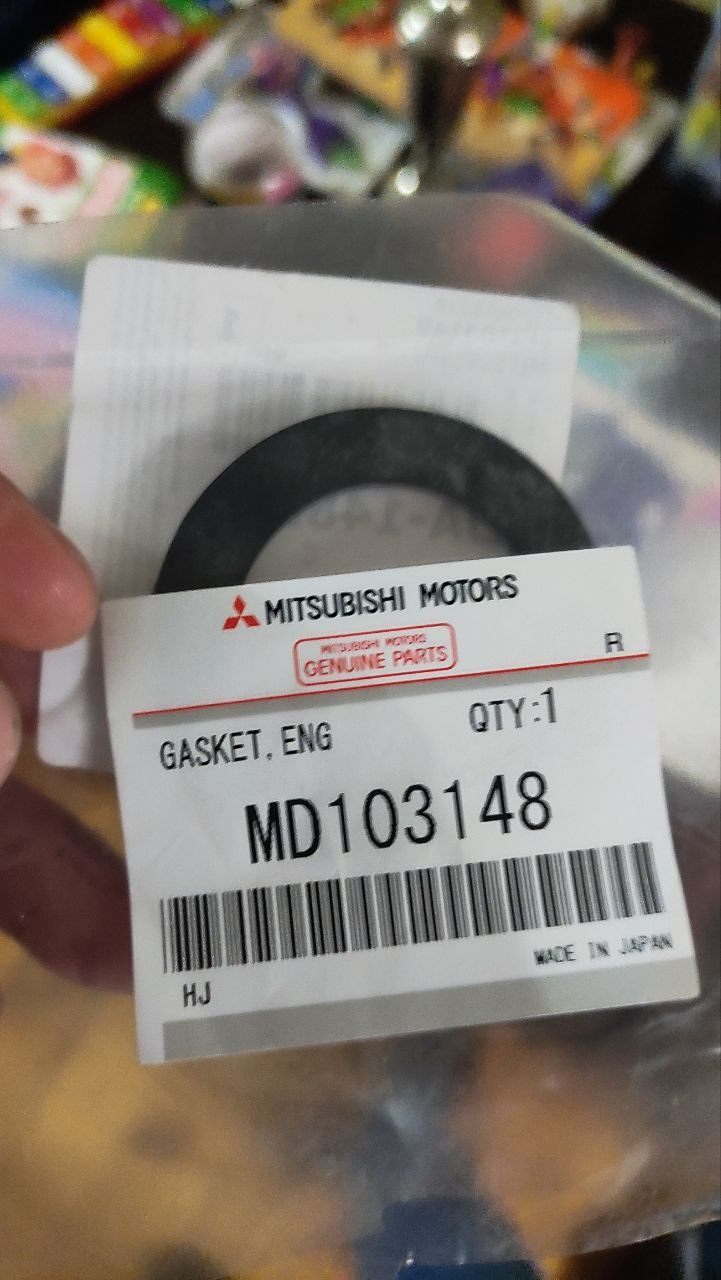 MITSUBISHI MOTORS
MITSUBISHI MOTORS
GENUINE PARTS
R
GASKET, ENG QTY:1
MD103148
MADE IN JAPAN
HJ